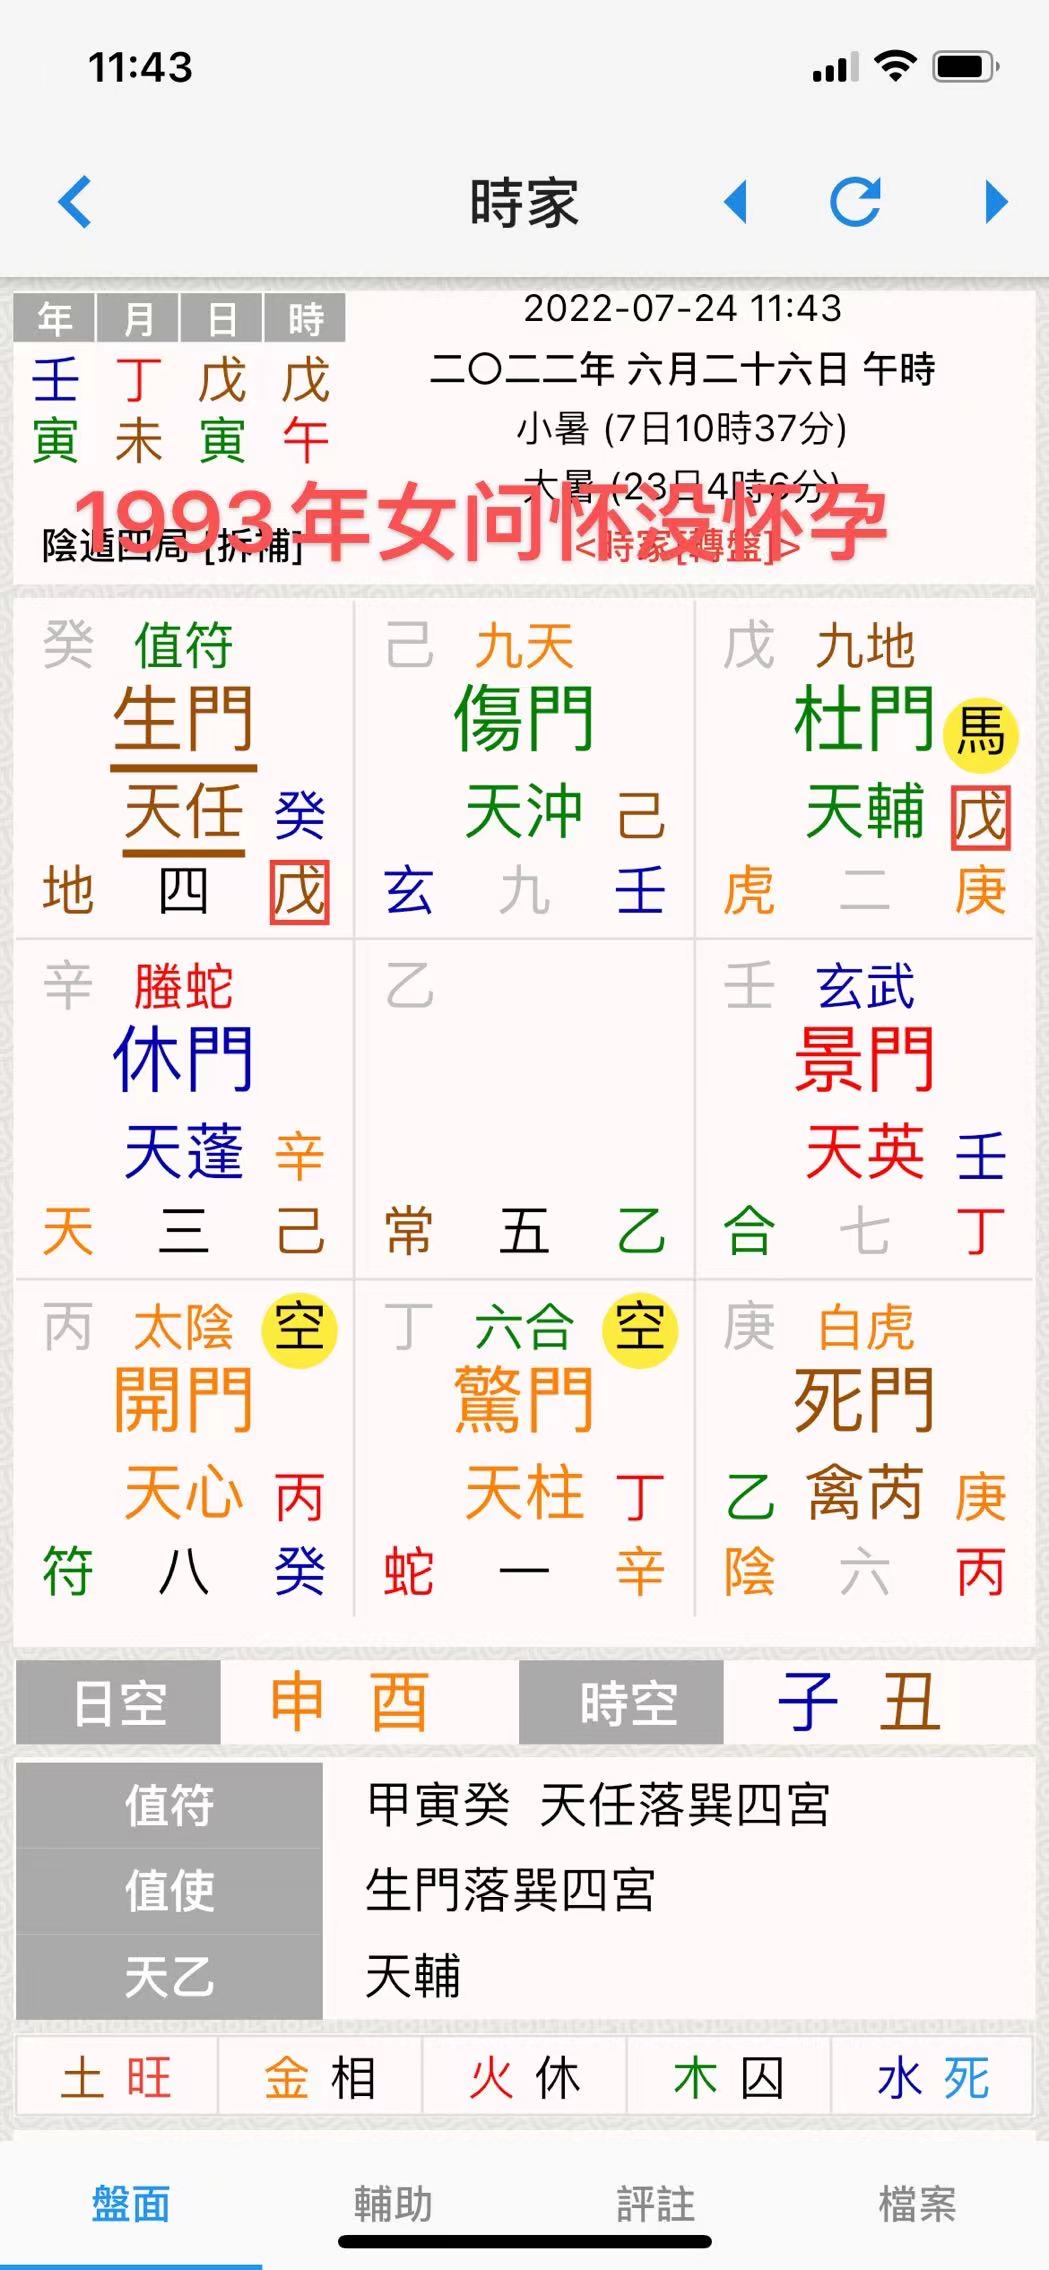 11:43
時家
年 月 日 時
壬 丁 戊 戊
寅 未 寅 午
2022-07-24 11:43
二〇二二年 六月二十六日 午時
小暑 (7日10時37分)
大暑 (23日4時6分)
1993年女问怀没怀孕
陰遁四局 [拆補]
<時家[轉盤]>
癸 值符
生門
天任 癸
地 四 戊
己 九天
傷門
天沖 己
玄 九 壬
戊 九地
杜門 馬
天輔 戊
虎 二 庚
辛 螣蛇
休門
天蓬 辛
天 三 己
乙
常 五 乙
壬 玄武
景門
天英 壬
合 七 丁
丙 太陰 空
開門
天心 丙
符 八 癸
丁 六合 空
驚門
天柱 丁
蛇 一 辛
庚 白虎
死門
乙 禽芮 庚
陰 六 丙
日空 申 酉 時空 子 丑
值符 甲寅癸 天任落巽四宮
值使 生門落巽四宮
天乙 天輔
土 旺 金 相 火 休 木 囚 水 死
盤面 輔助 評註 檔案